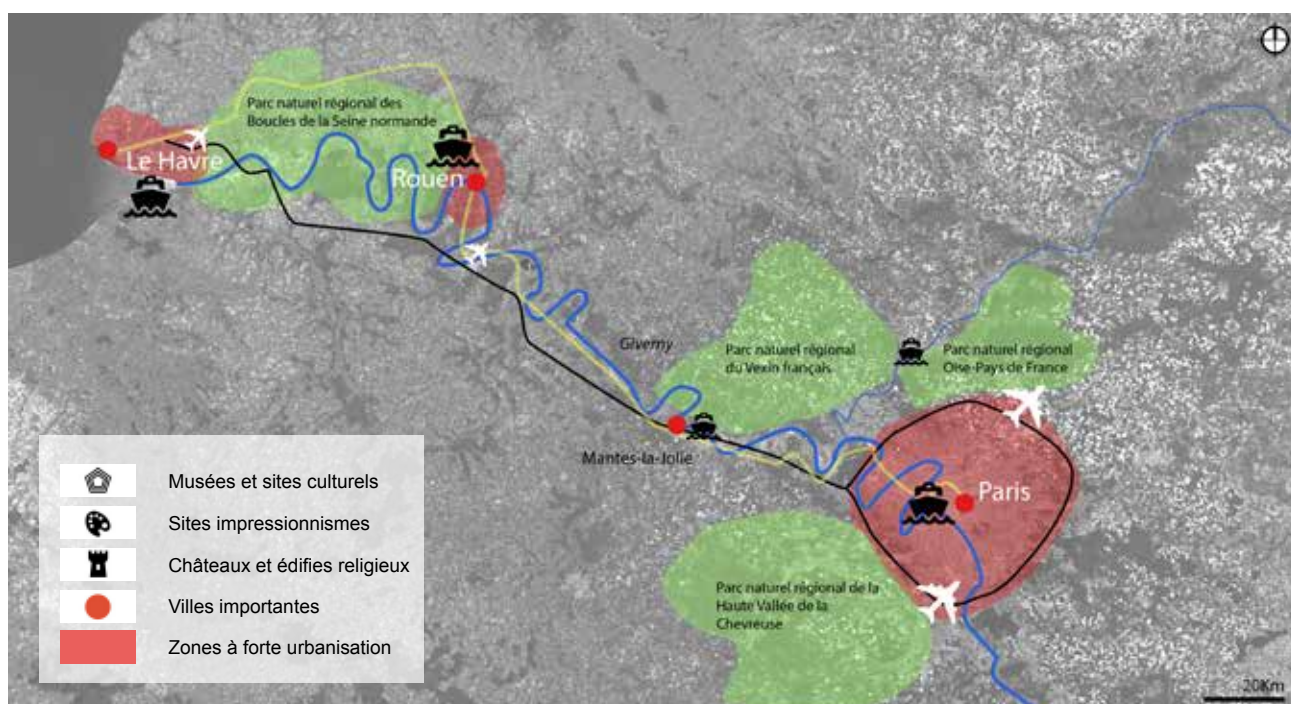 Parc naturel régional des
Boucles de la Seine normande
Le Havre
Rouen
Giverny
Parc naturel régional
du Vexin français
Parc naturel régional
Oise-Pays de France
Mantes-la-Jolie
Paris
Parc naturel régional de la
Haute Vallée de la
Chevreuse
Musées et sites culturels
Sites impressionnismes
Châteaux et édifies religieux
Villes importantes
Zones à forte urbanisation
20Km